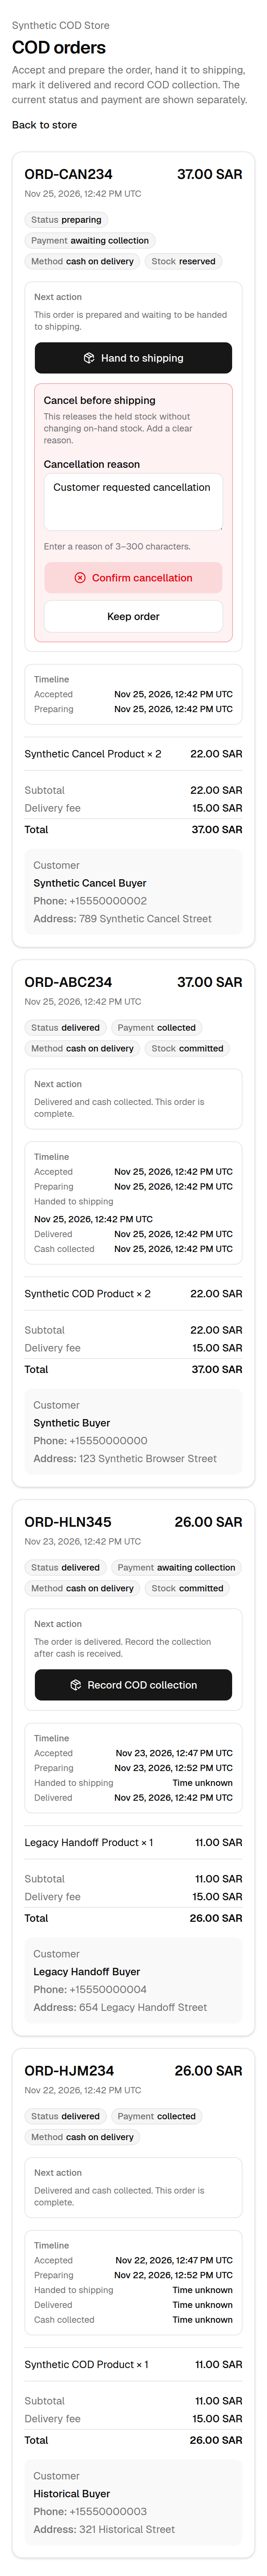 Synthetic COD Store
COD orders
Accept and prepare the order, hand it to shipping,
mark it delivered and record COD collection. The
current status and payment are shown separately.
Back to store
ORD-CAN234 37.00 SAR
Nov 25, 2026, 12:42 PM UTC
Status preparing
Payment awaiting collection
Method cash on delivery Stock reserved
Next action
This order is prepared and waiting to be handed
to shipping.
Hand to shipping
Cancel before shipping
This releases the held stock without
changing on-hand stock. Add a clear
reason.
Cancellation reason
Customer requested cancellation
Enter a reason of 3–300 characters.
Confirm cancellation
Keep order
Timeline
Accepted Nov 25, 2026, 12:42 PM UTC
Preparing Nov 25, 2026, 12:42 PM UTC
Synthetic Cancel Product × 2 22.00 SAR
Subtotal 22.00 SAR
Delivery fee 15.00 SAR
Total 37.00 SAR
Customer
Synthetic Cancel Buyer
Phone: +15550000002
Address: 789 Synthetic Cancel Street
ORD-ABC234 37.00 SAR
Nov 25, 2026, 12:42 PM UTC
Status delivered Payment collected
Method cash on delivery Stock committed
Next action
Delivered and cash collected. This order is
complete.
Timeline
Accepted Nov 25, 2026, 12:42 PM UTC
Preparing Nov 25, 2026, 12:42 PM UTC
Handed to shipping
Nov 25, 2026, 12:42 PM UTC
Delivered Nov 25, 2026, 12:42 PM UTC
Cash collected Nov 25, 2026, 12:42 PM UTC
Synthetic COD Product × 2 22.00 SAR
Subtotal 22.00 SAR
Delivery fee 15.00 SAR
Total 37.00 SAR
Customer
Synthetic Buyer
Phone: +15550000000
Address: 123 Synthetic Browser Street
ORD-HLN345 26.00 SAR
Nov 23, 2026, 12:42 PM UTC
Status delivered Payment awaiting collection
Method cash on delivery Stock committed
Next action
The order is delivered. Record the collection
after cash is received.
Record COD collection
Timeline
Accepted Nov 23, 2026, 12:47 PM UTC
Preparing Nov 23, 2026, 12:52 PM UTC
Handed to shipping Time unknown
Delivered Nov 25, 2026, 12:42 PM UTC
Legacy Handoff Product × 1 11.00 SAR
Subtotal 11.00 SAR
Delivery fee 15.00 SAR
Total 26.00 SAR
Customer
Legacy Handoff Buyer
Phone: +15550000004
Address: 654 Legacy Handoff Street
ORD-HJM234 26.00 SAR
Nov 22, 2026, 12:42 PM UTC
Status delivered Payment collected
Method cash on delivery
Next action
Delivered and cash collected. This order is
complete.
Timeline
Accepted Nov 22, 2026, 12:47 PM UTC
Preparing Nov 22, 2026, 12:52 PM UTC
Handed to shipping Time unknown
Delivered Time unknown
Cash collected Time unknown
Synthetic COD Product × 1 11.00 SAR
Subtotal 11.00 SAR
Delivery fee 15.00 SAR
Total 26.00 SAR
Customer
Historical Buyer
Phone: +15550000003
Address: 321 Historical Street